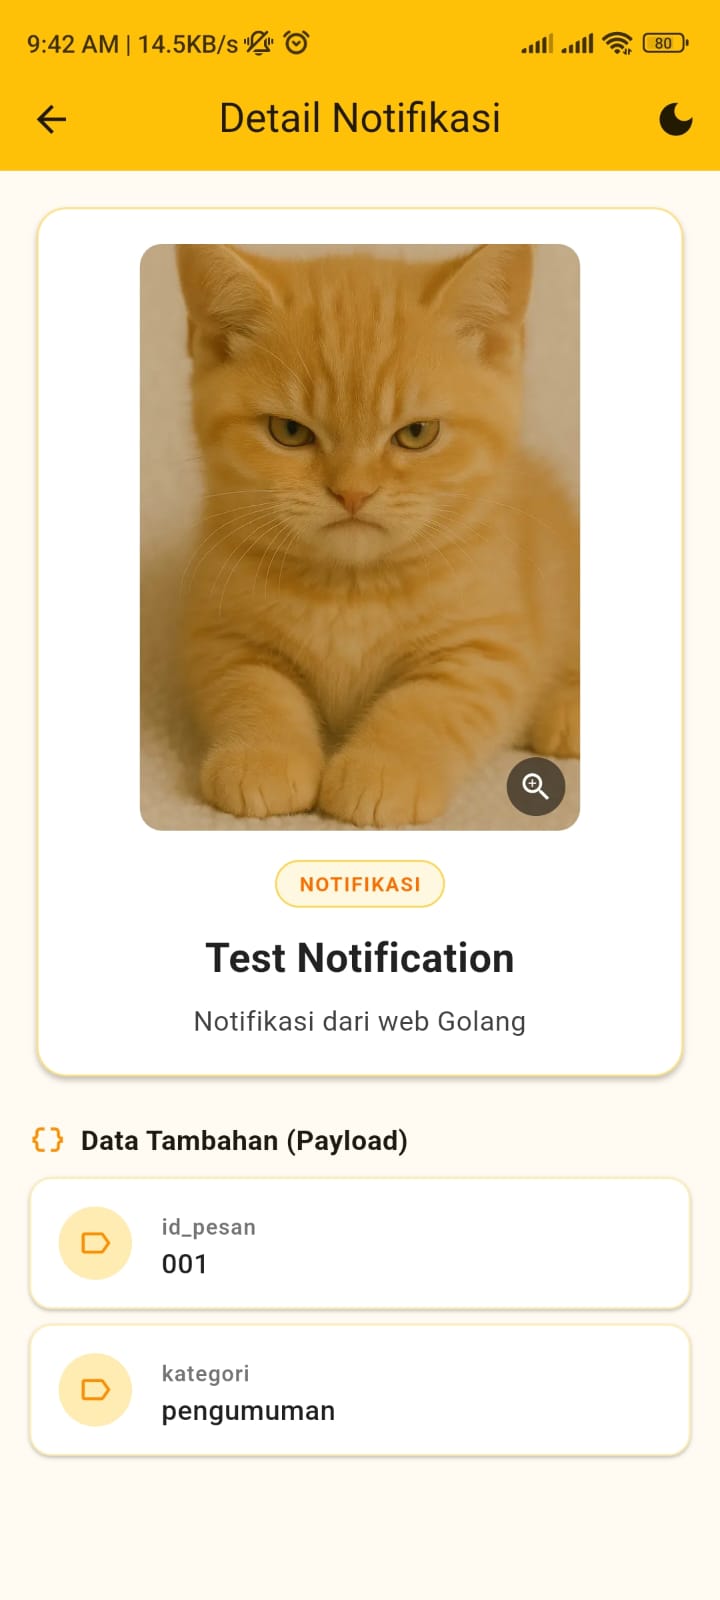 9:42 AM | 14.5KB/s
80
Detail Notifikasi
NOTIFIKASI
Test Notification
Notifikasi dari web Golang
{} Data Tambahan (Payload)
id_pesan
001
kategori
pengumuman